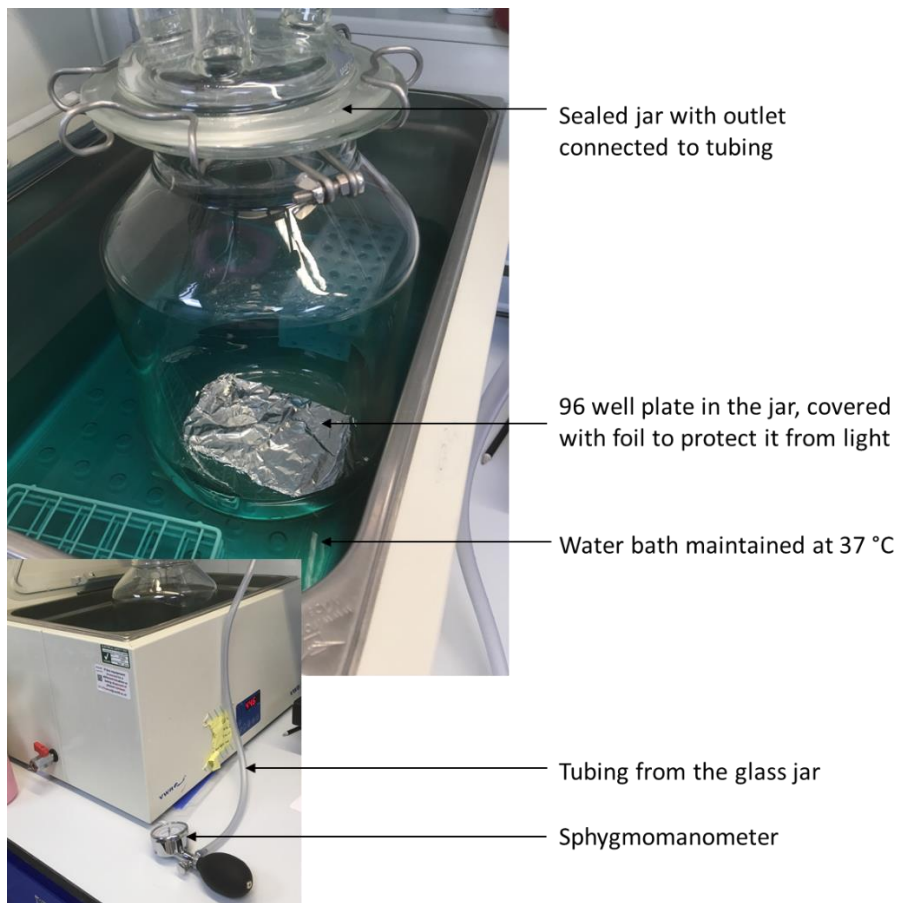 Sealed jar with outlet
connected to tubing
96 well plate in the jar, covered
with foil to protect it from light
Water bath maintained at 37 °C
Tubing from the glass jar
Sphygmomanometer